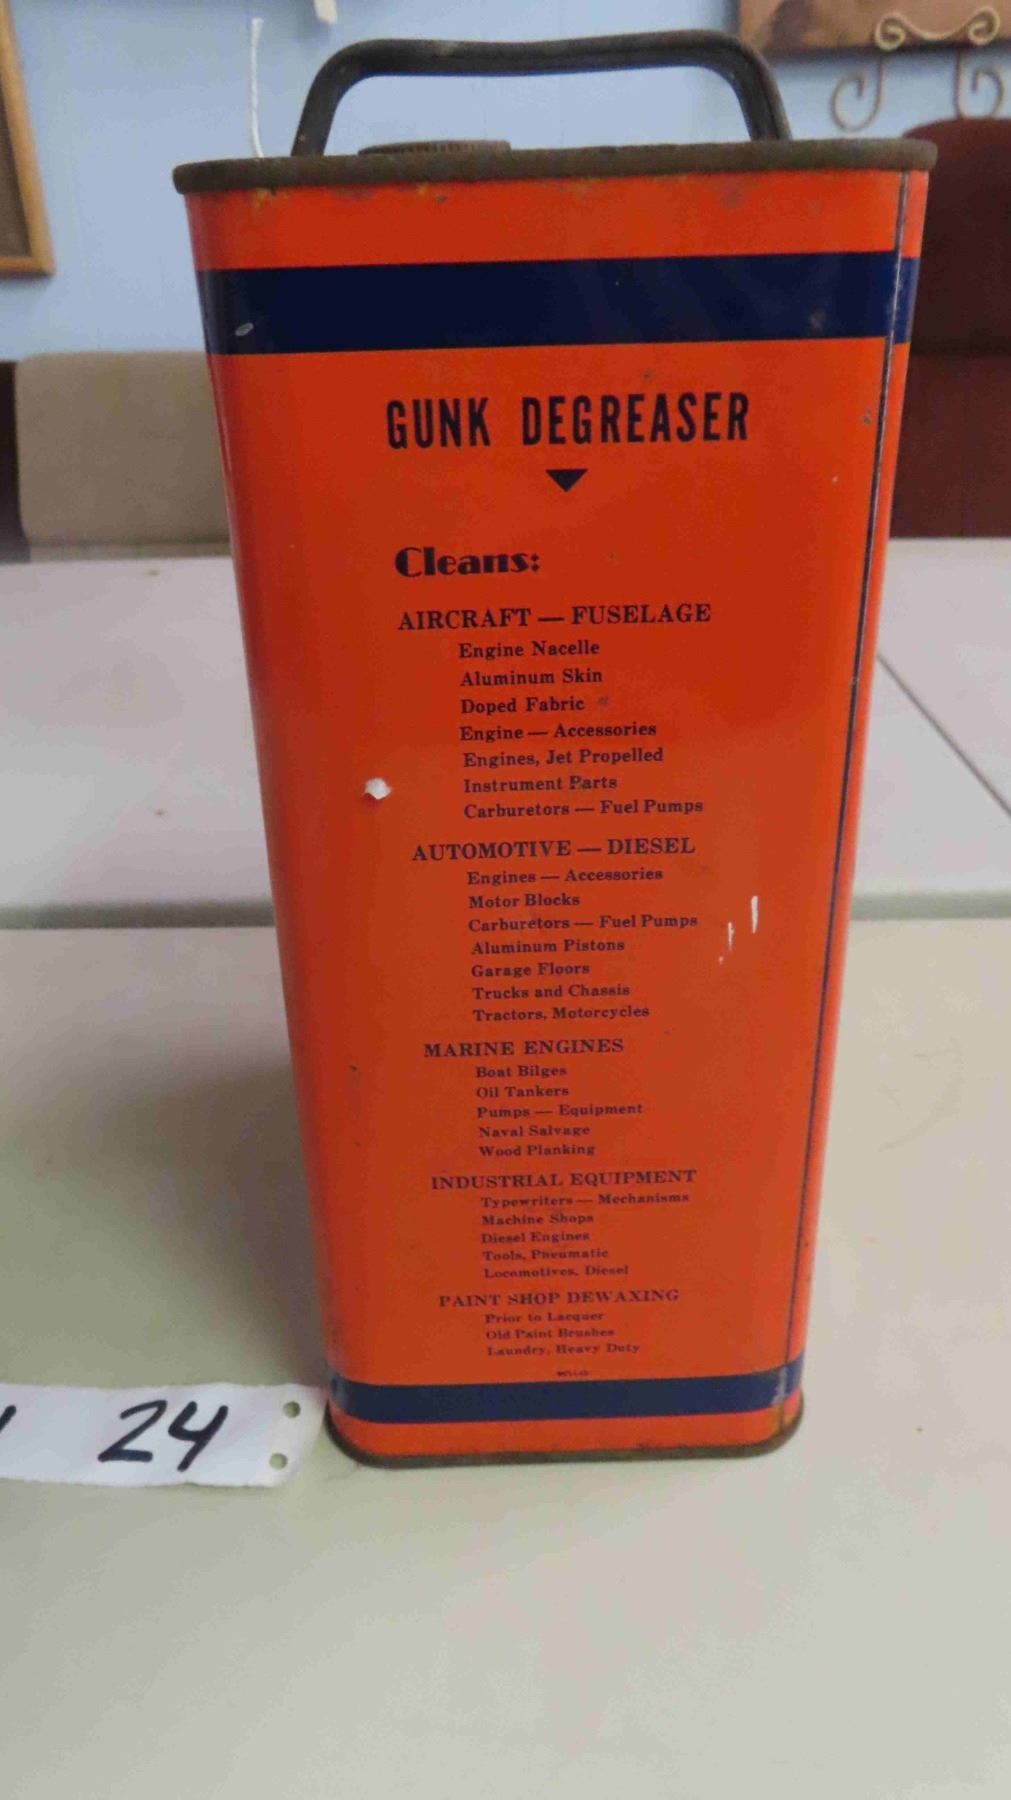 GUNK DEGREASER
Cleans:
AIRCRAFT — FUSELAGE
Engine Nacelle
Aluminum Skin
Doped Fabric
Engine — Accessories
Engines, Jet Propelled
Instrument Parts
Carburetors — Fuel Pumps
AUTOMOTIVE — DIESEL
Engines — Accessories
Motor Blocks
Carburetors — Fuel Pumps
Aluminum Pistons
Garage Floors
Trucks and Chassis
Tractors, Motorcycles
MARINE ENGINES
Boat Bilges
Oil Tankers
Pumps — Equipment
Naval Salvage
Wood Planking
INDUSTRIAL EQUIPMENT
Typewriters — Mechanisms
Machine Shops
Diesel Engines
Tools, Pneumatic
Locomotives, Diesel
PAINT SHOP DEWAXING
Prior to Lacquer
Old Paint Brushes
Laundry, Heavy Duty
24